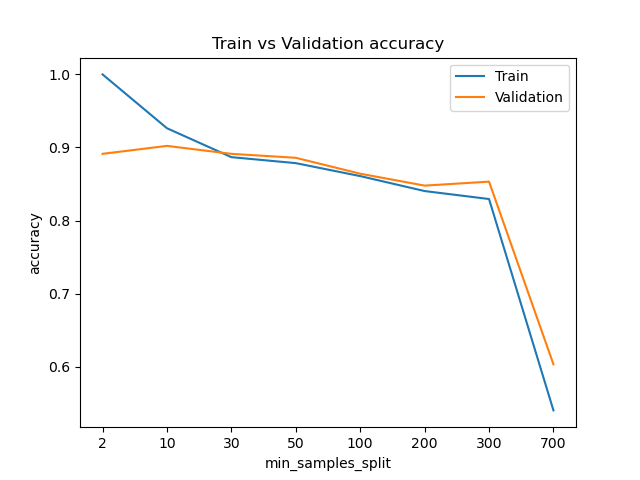 Train vs Validation accuracy
Train
Validation
1.0
0.9
0.8
0.7
0.6
accuracy
2 10 30 50 100 200 300 700
min_samples_split